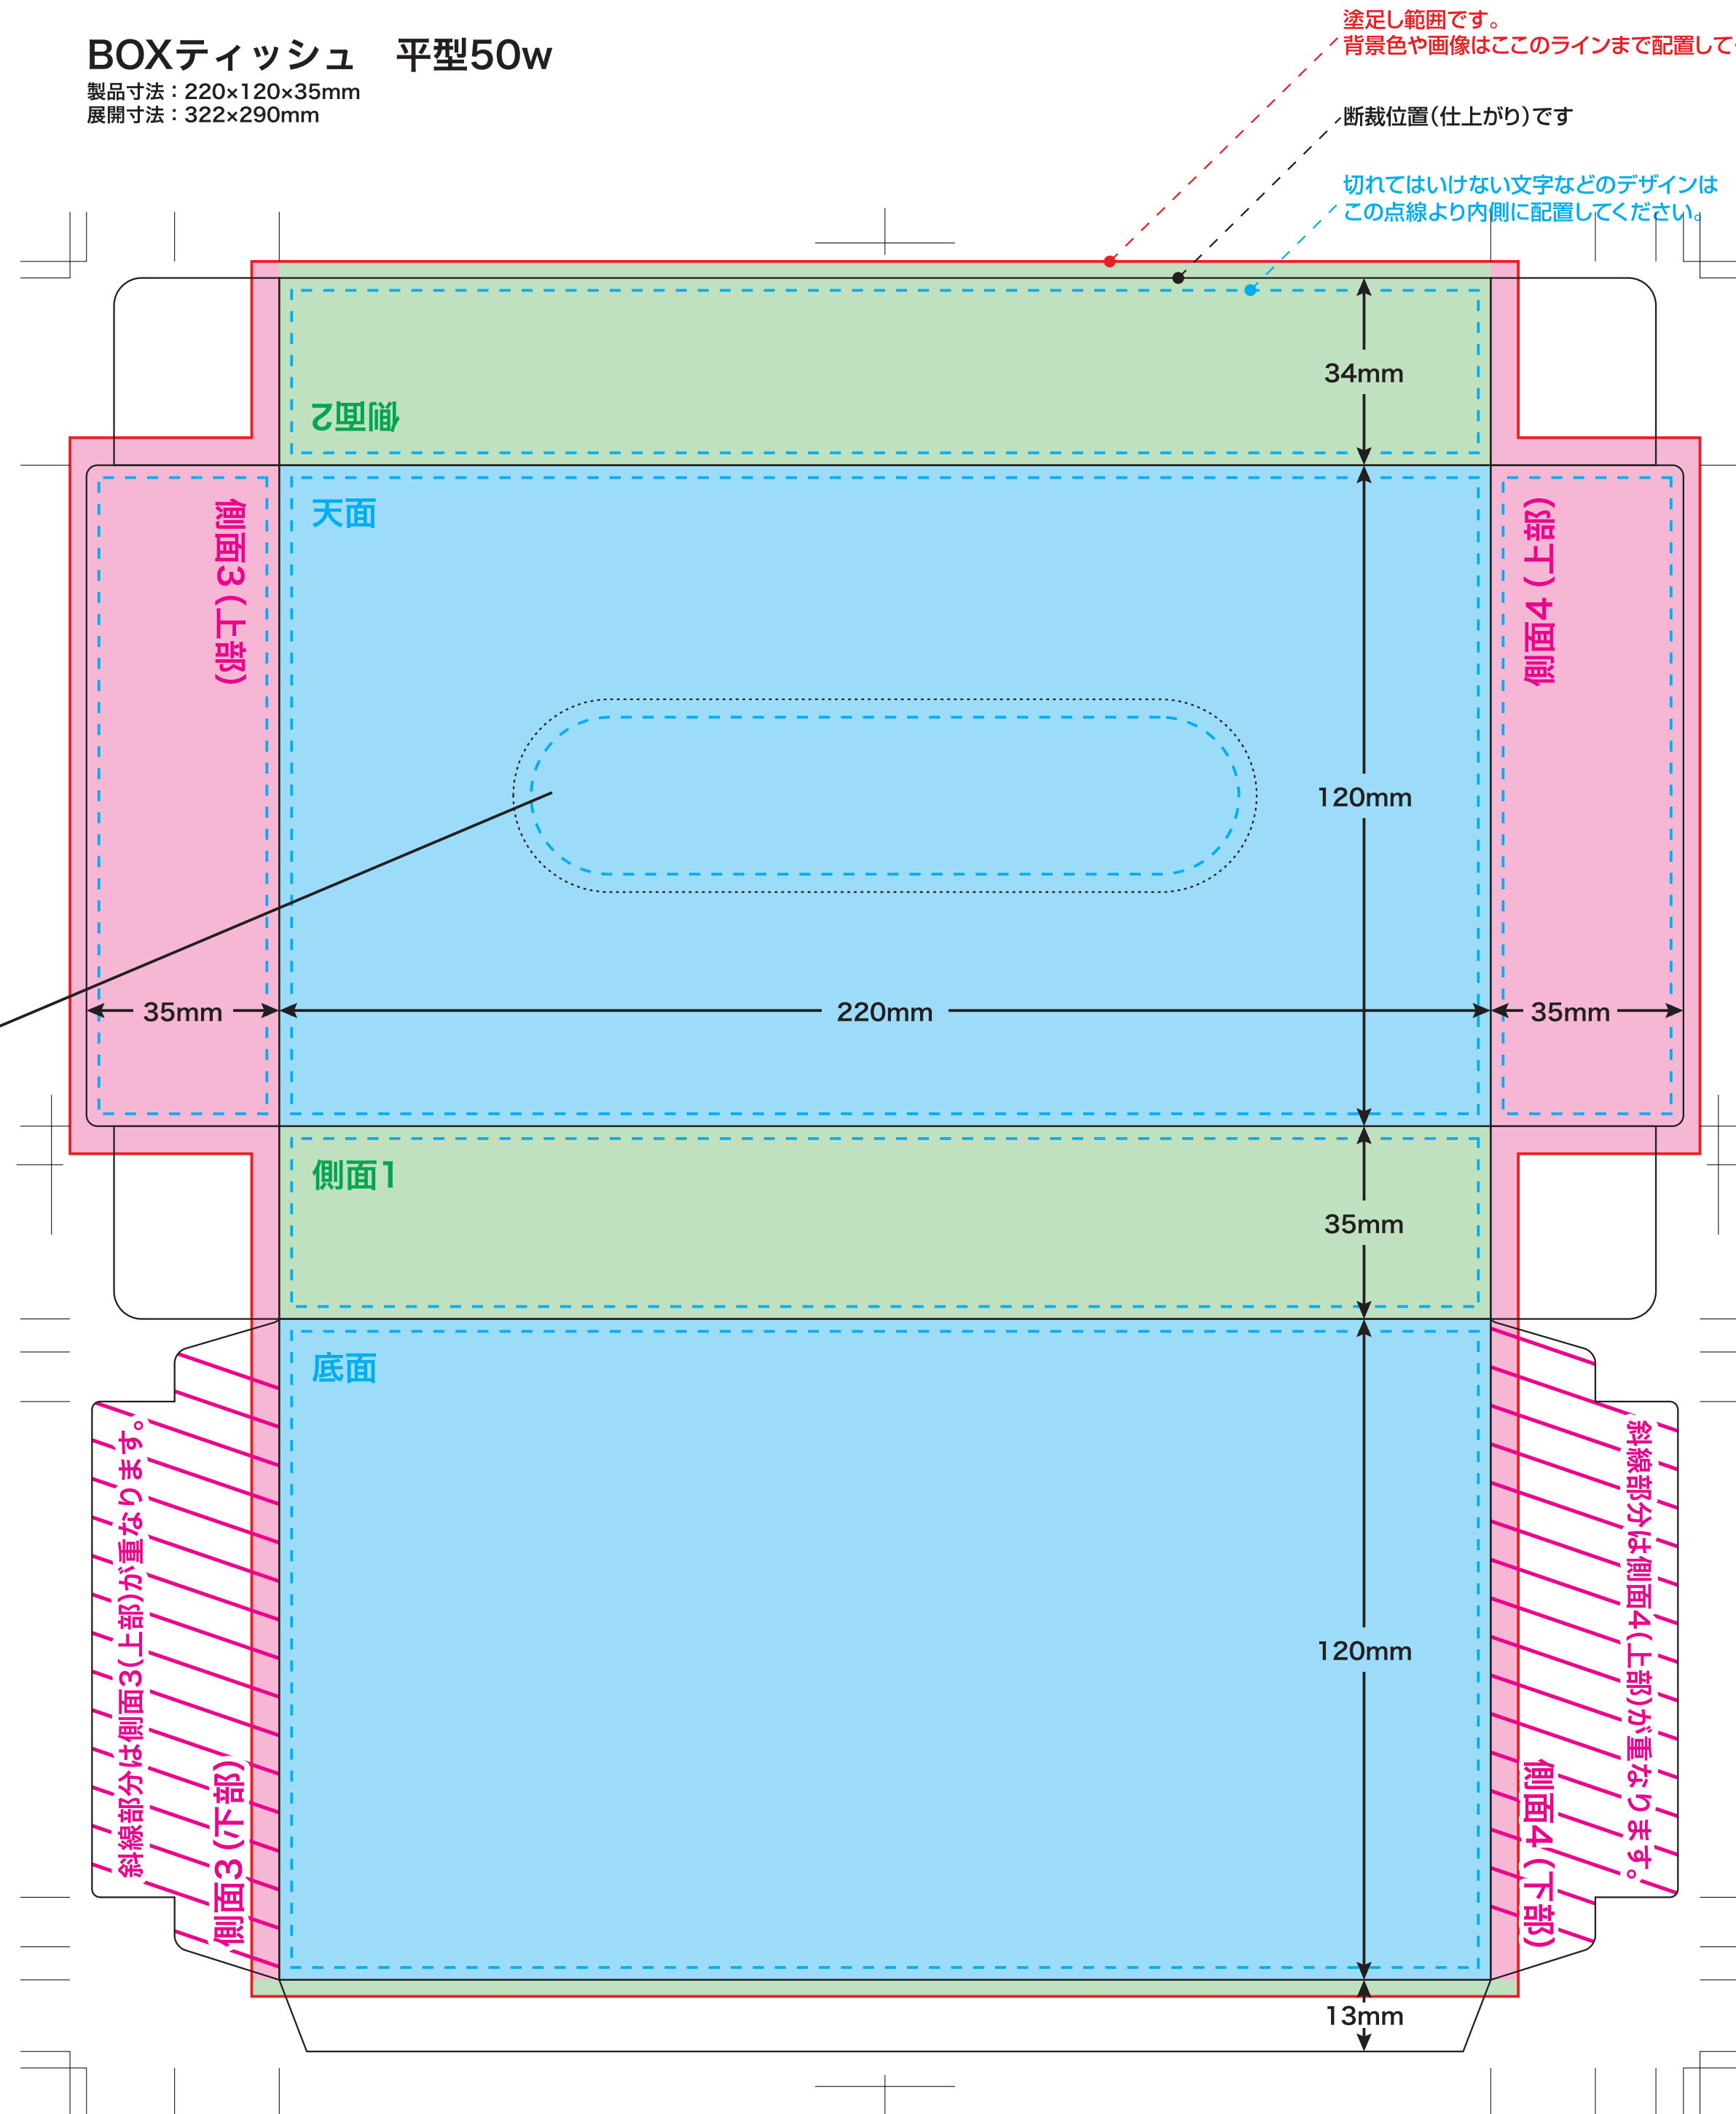 BOXティッシュ　平型50w
製品寸法：220×120×35mm
展開寸法：322×290mm
塗足し範囲です。
背景色や画像はここのラインまで配置して
断裁位置（仕上がり）です
切れてはいけない文字などのデザインは
この点線より内側に配置してください。
34mm
側面2
天面
側面3（上部）
側面4（上部）
120mm
35mm
220mm
35mm
側面1
35mm
底面
斜線部分は側面3（上部）が重なります。
斜線部分は側面4（上部）が重なります。
120mm
側面3（下部）
側面4（下部）
13mm